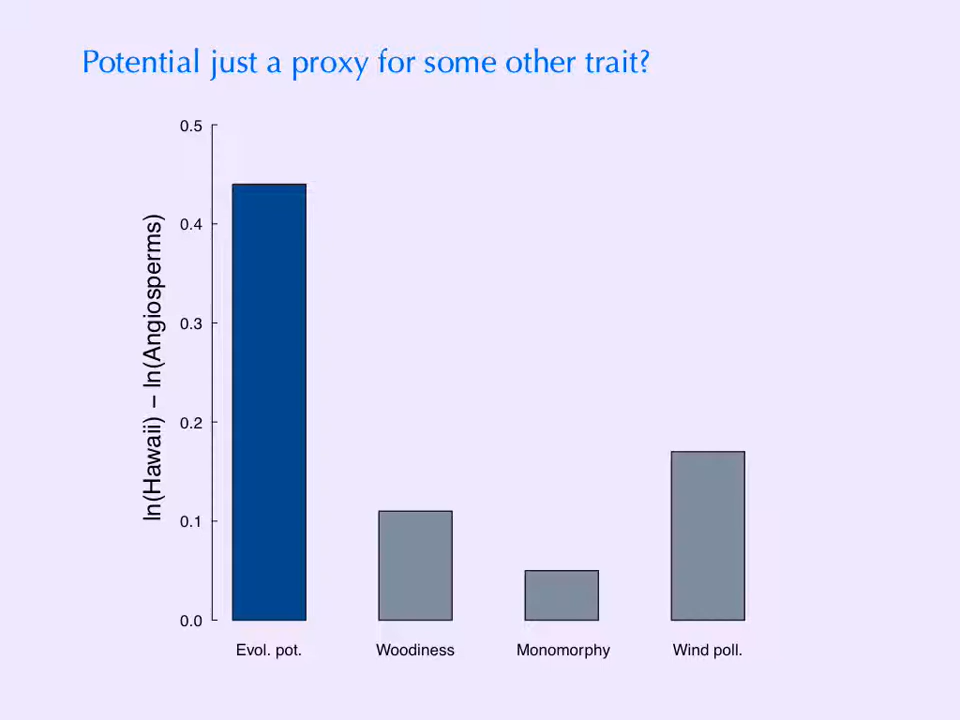 Potential just a proxy for some other trait?
0.5
0.4
0.3
0.2
0.1
0.0
ln(Hawaii) – ln(Angiosperms)
Evol. pot.
Woodiness
Monomorphy
Wind poll.